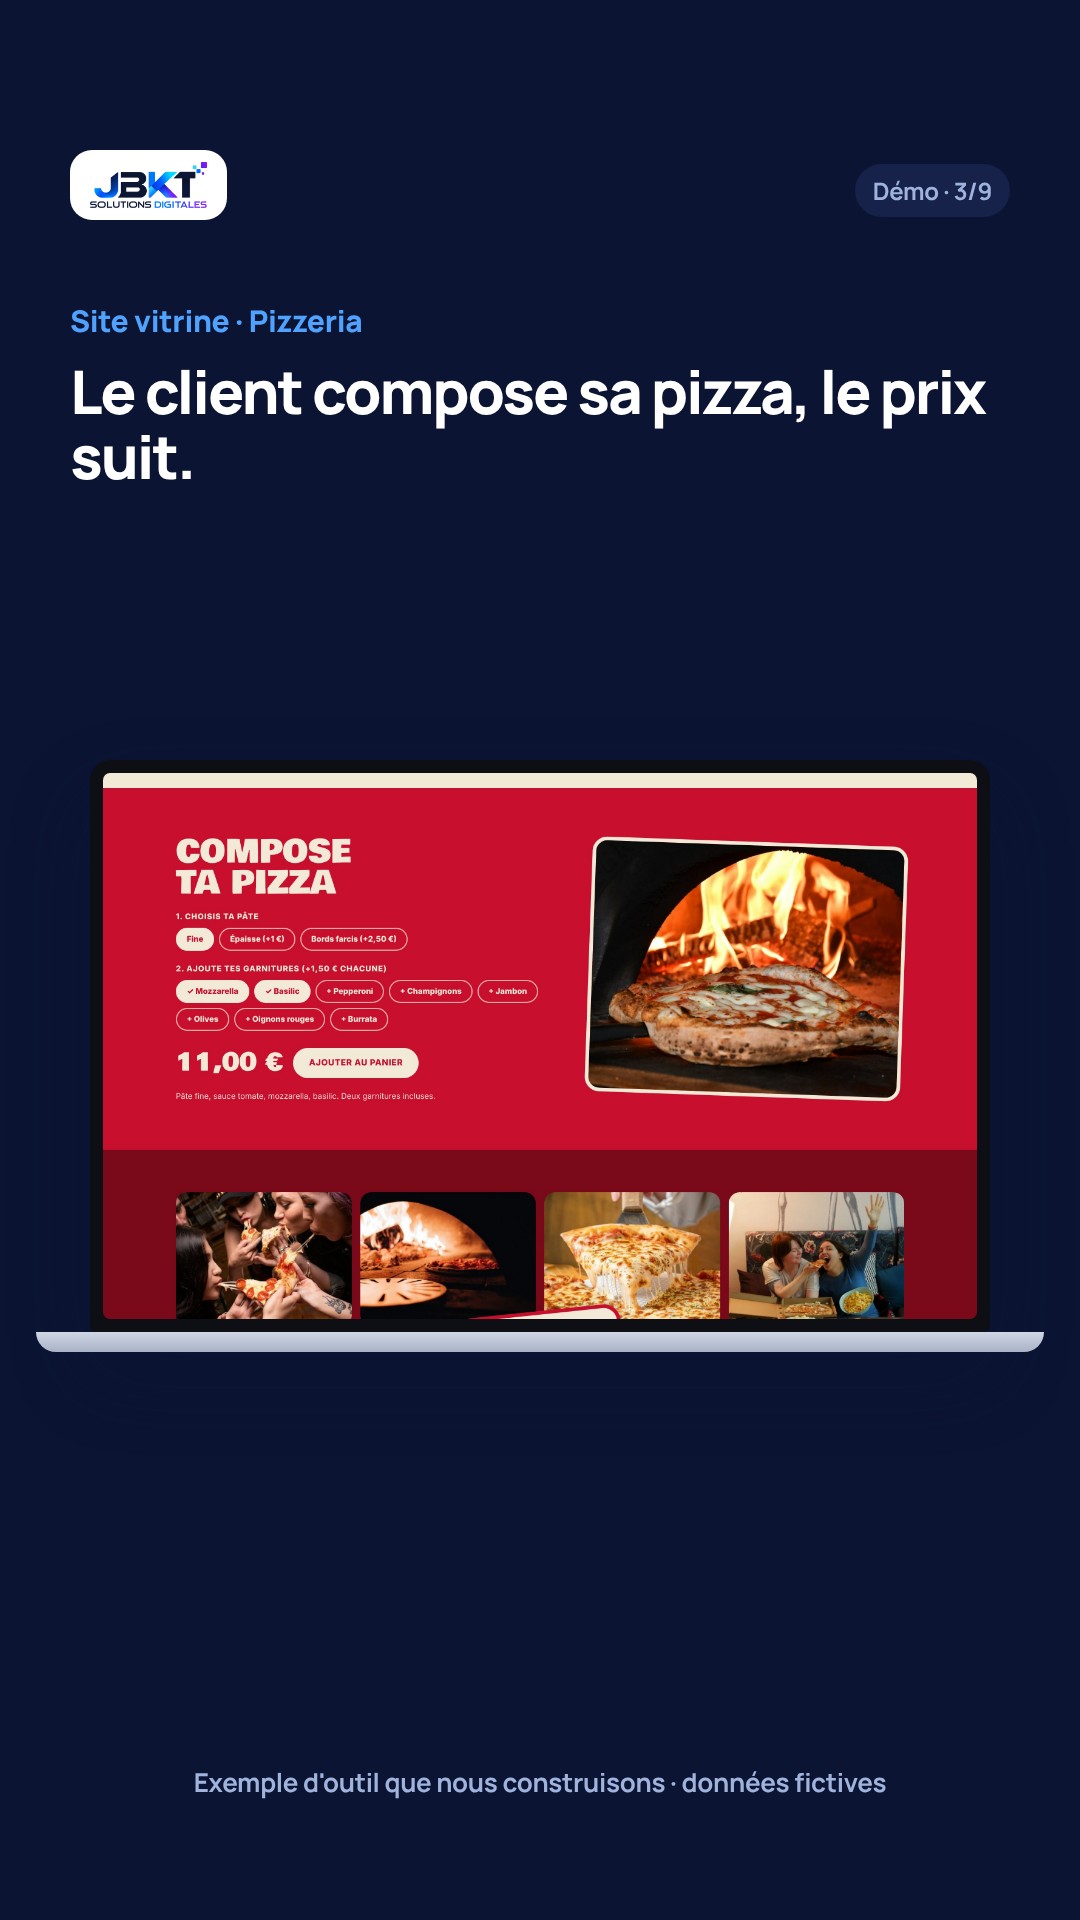 JBKT
SOLUTIONS DIGITALES
Démo · 3/9
Site vitrine · Pizzeria
Le client compose sa pizza, le prix
suit.
COMPOSE
TA PIZZA
1. CHOISIS TA PÂTE
Fine
Épaisse (+1 €)
Bords farcis (+2,50 €)
2. AJOUTE TES GARNITURES (+1,50 € CHACUNE)
✓ Mozzarella
✓ Basilic
+ Pepperoni
+ Champignons
+ Jambon
+ Olives
+ Oignons rouges
+ Burrata
11,00 €
AJOUTER AU PANIER
Pâte fine, sauce tomate, mozzarella, basilic. Deux garnitures incluses.
Exemple d'outil que nous construisons · données fictives